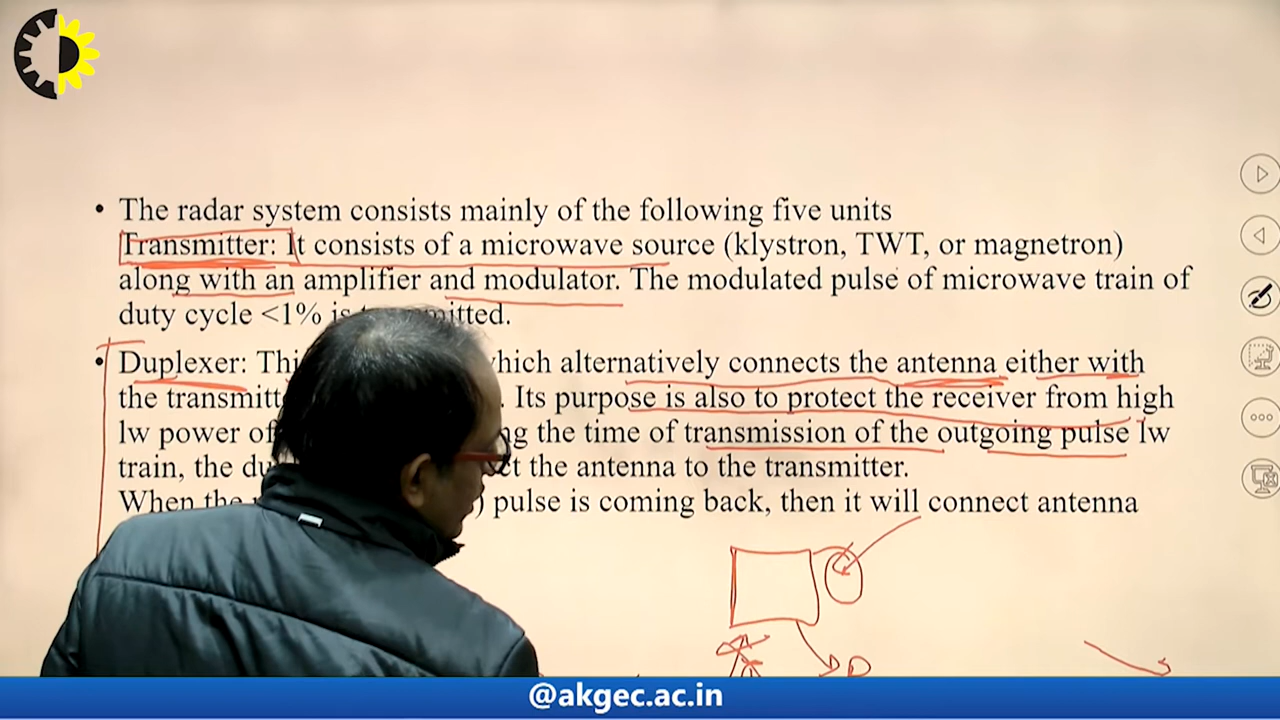 • The radar system consists mainly of the following five units
Transmitter: It consists of a microwave source (klystron, TWT, or magnetron)
along with an amplifier and modulator. The modulated pulse of microwave train of
duty cycle <1% is transmitted.
• Duplexer: which alternatively connects the antenna either with
the Its purpose is also to protect the receiver from high
lw power of the time of transmission of the outgoing pulse lw
train, the the antenna to the transmitter.
When the pulse is coming back, then it will connect antenna
D
@akgec.ac.in